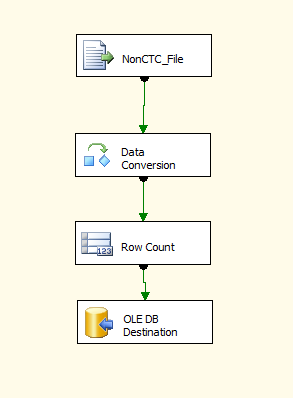 NonCTC_File
Data
Conversion
123
Row Count
OLE DB
Destination